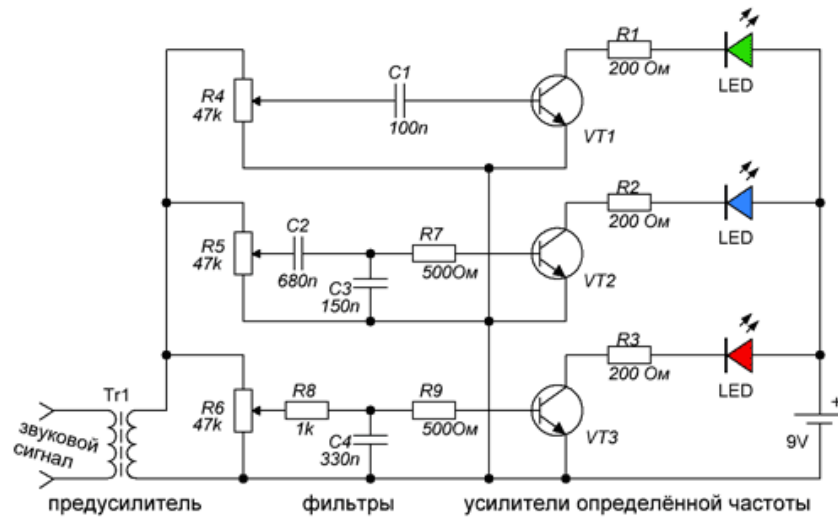 R1
200 Ом
LED
C1
100n
R4
47k
VT1
R2
200 Ом
LED
C2
680n
R7
500Ом
R5
47k
C3
150n
VT2
R3
200 Ом
LED
Tr1
R8
1k
R9
500Ом
R6
47k
C4
330n
VT3
+
9V
звуковой
сигнал
предусилитель фильтры усилители определённой частоты